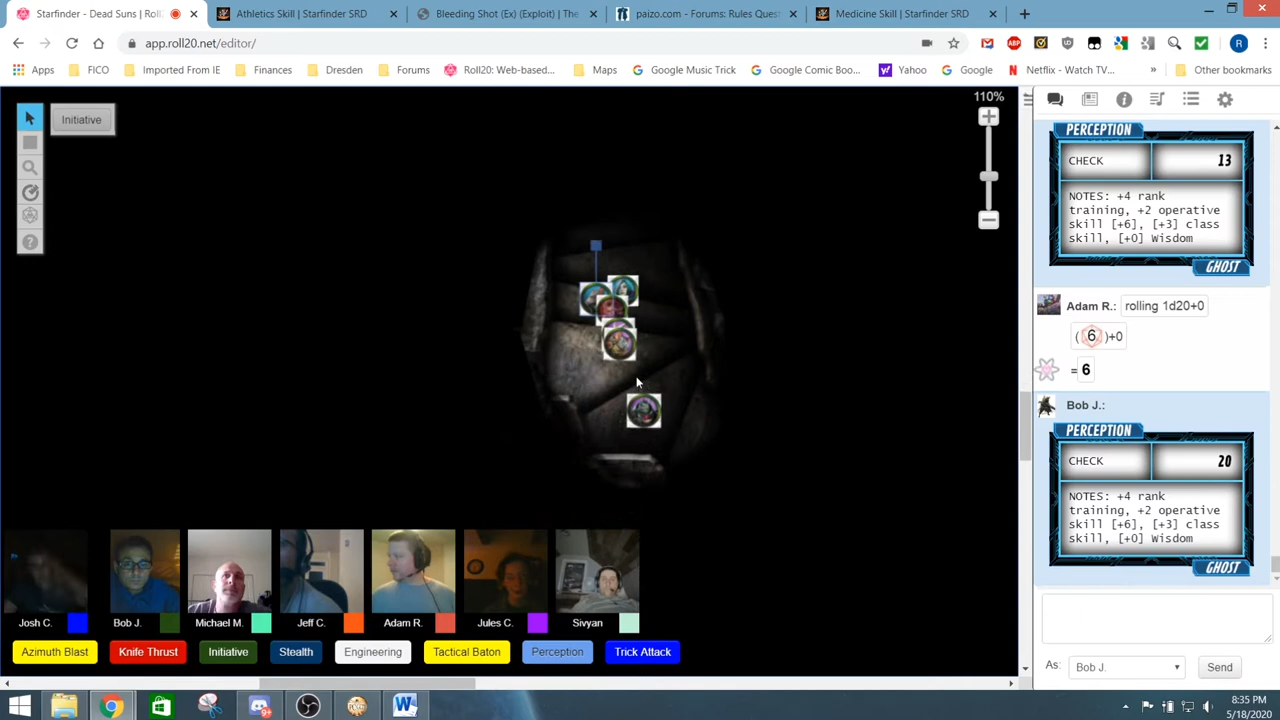 Starfinder - Dead Suns | Roll
Athletics Skill | Starfinder SRD
Bleeding Shot (Ex) (Exploit) | The
paizo.com - Forums: Rules Quest
Medicine Skill | Starfinder SRD
app.roll20.net/editor/
R
Apps
FICO
Imported From IE
Finances
Dresden
Forums
Roll20: Web-based...
Maps
Google Music Trick
Google Comic Boo...
Yahoo
Google
Netflix - Watch TV...
»
Other bookmarks
Initiative
110%
PERCEPTION
CHECK 13
NOTES: +4 rank
training, +2 operative
skill [+6], [+3] class
skill, [+0] Wisdom
GHOST
Adam R.: rolling 1d20+0
(6)+0
= 6
Bob J.:
PERCEPTION
CHECK 20
NOTES: +4 rank
training, +2 operative
skill [+6], [+3] class
skill, [+0] Wisdom
GHOST
Josh C.
Bob J.
Michael M.
Jeff C.
Adam R.
Jules C.
Sivyan
Azimuth Blast
Knife Thrust
Initiative
Stealth
Engineering
Tactical Baton
Perception
Trick Attack
As: Bob J. Send
8:35 PM
5/18/2020